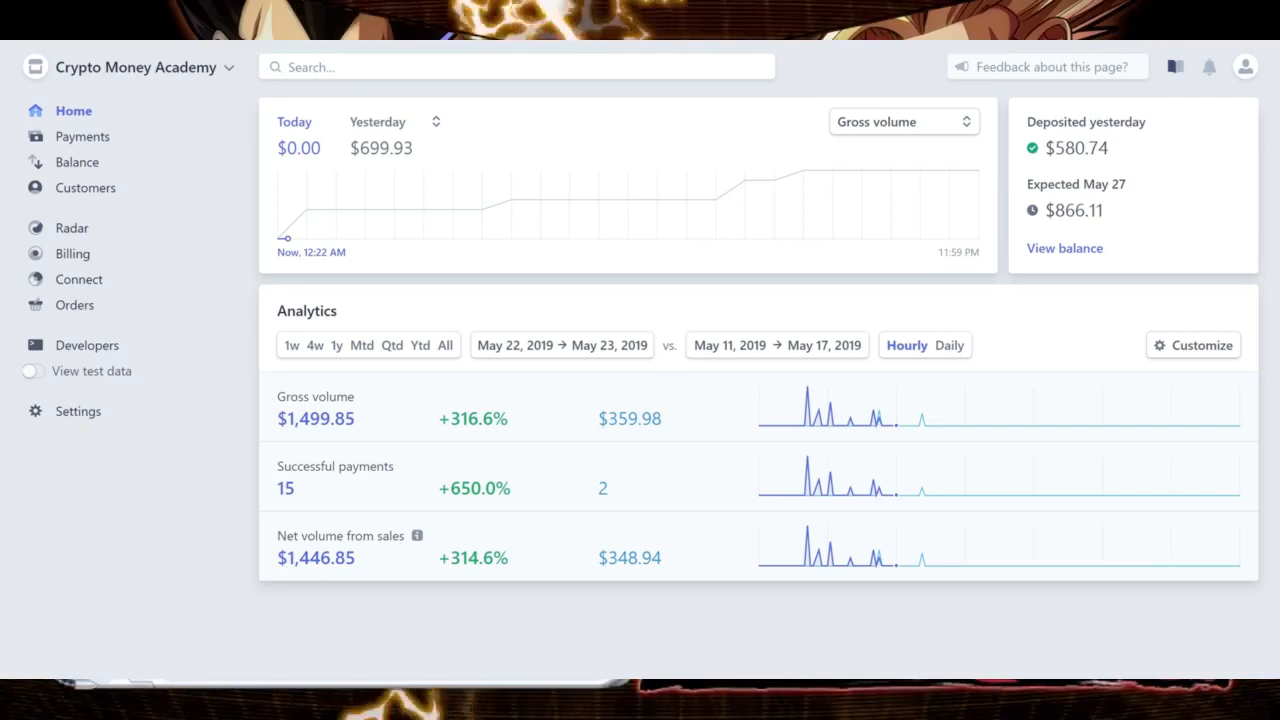 Crypto Money Academy
Search...
Feedback about this page?
Home
Payments
Balance
Customers
Radar
Billing
Connect
Orders
Developers
View test data
Settings
Today
Yesterday
Gross volume
$0.00
$699.93
Now, 12:22 AM
11:59 PM
Deposited yesterday
$580.74
Expected May 27
$866.11
View balance
Analytics
1w 4w 1y Mtd Qtd Ytd All
May 22, 2019 → May 23, 2019
vs.
May 11, 2019 → May 17, 2019
Hourly Daily
Customize
Gross volume
$1,499.85 +316.6% $359.98
Successful payments
15 +650.0% 2
Net volume from sales
$1,446.85 +314.6% $348.94